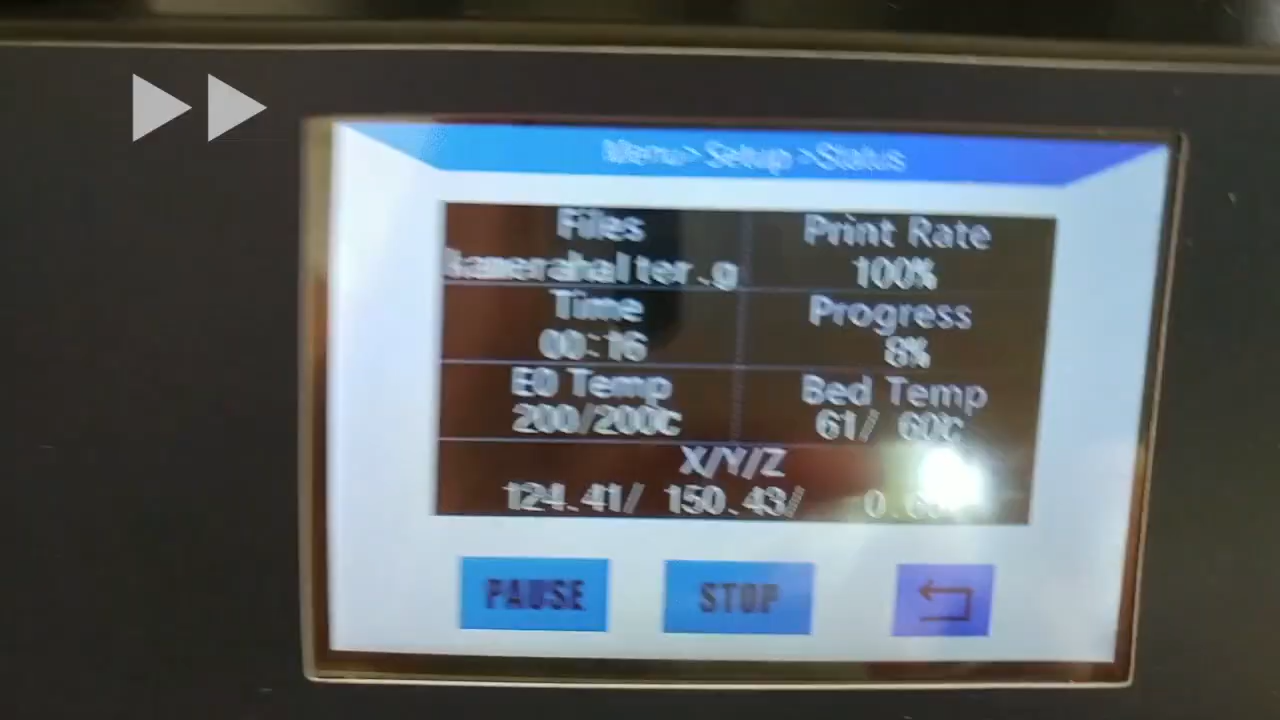 Menu> Setup >Status
Files
kamerahalter.g
Print Rate
100%
Time
00:16
Progress
8%
E0 Temp
200/200c
Bed Temp
61/ 60c
X/Y/Z
124.41/ 150.43/
PAUSE
STOP